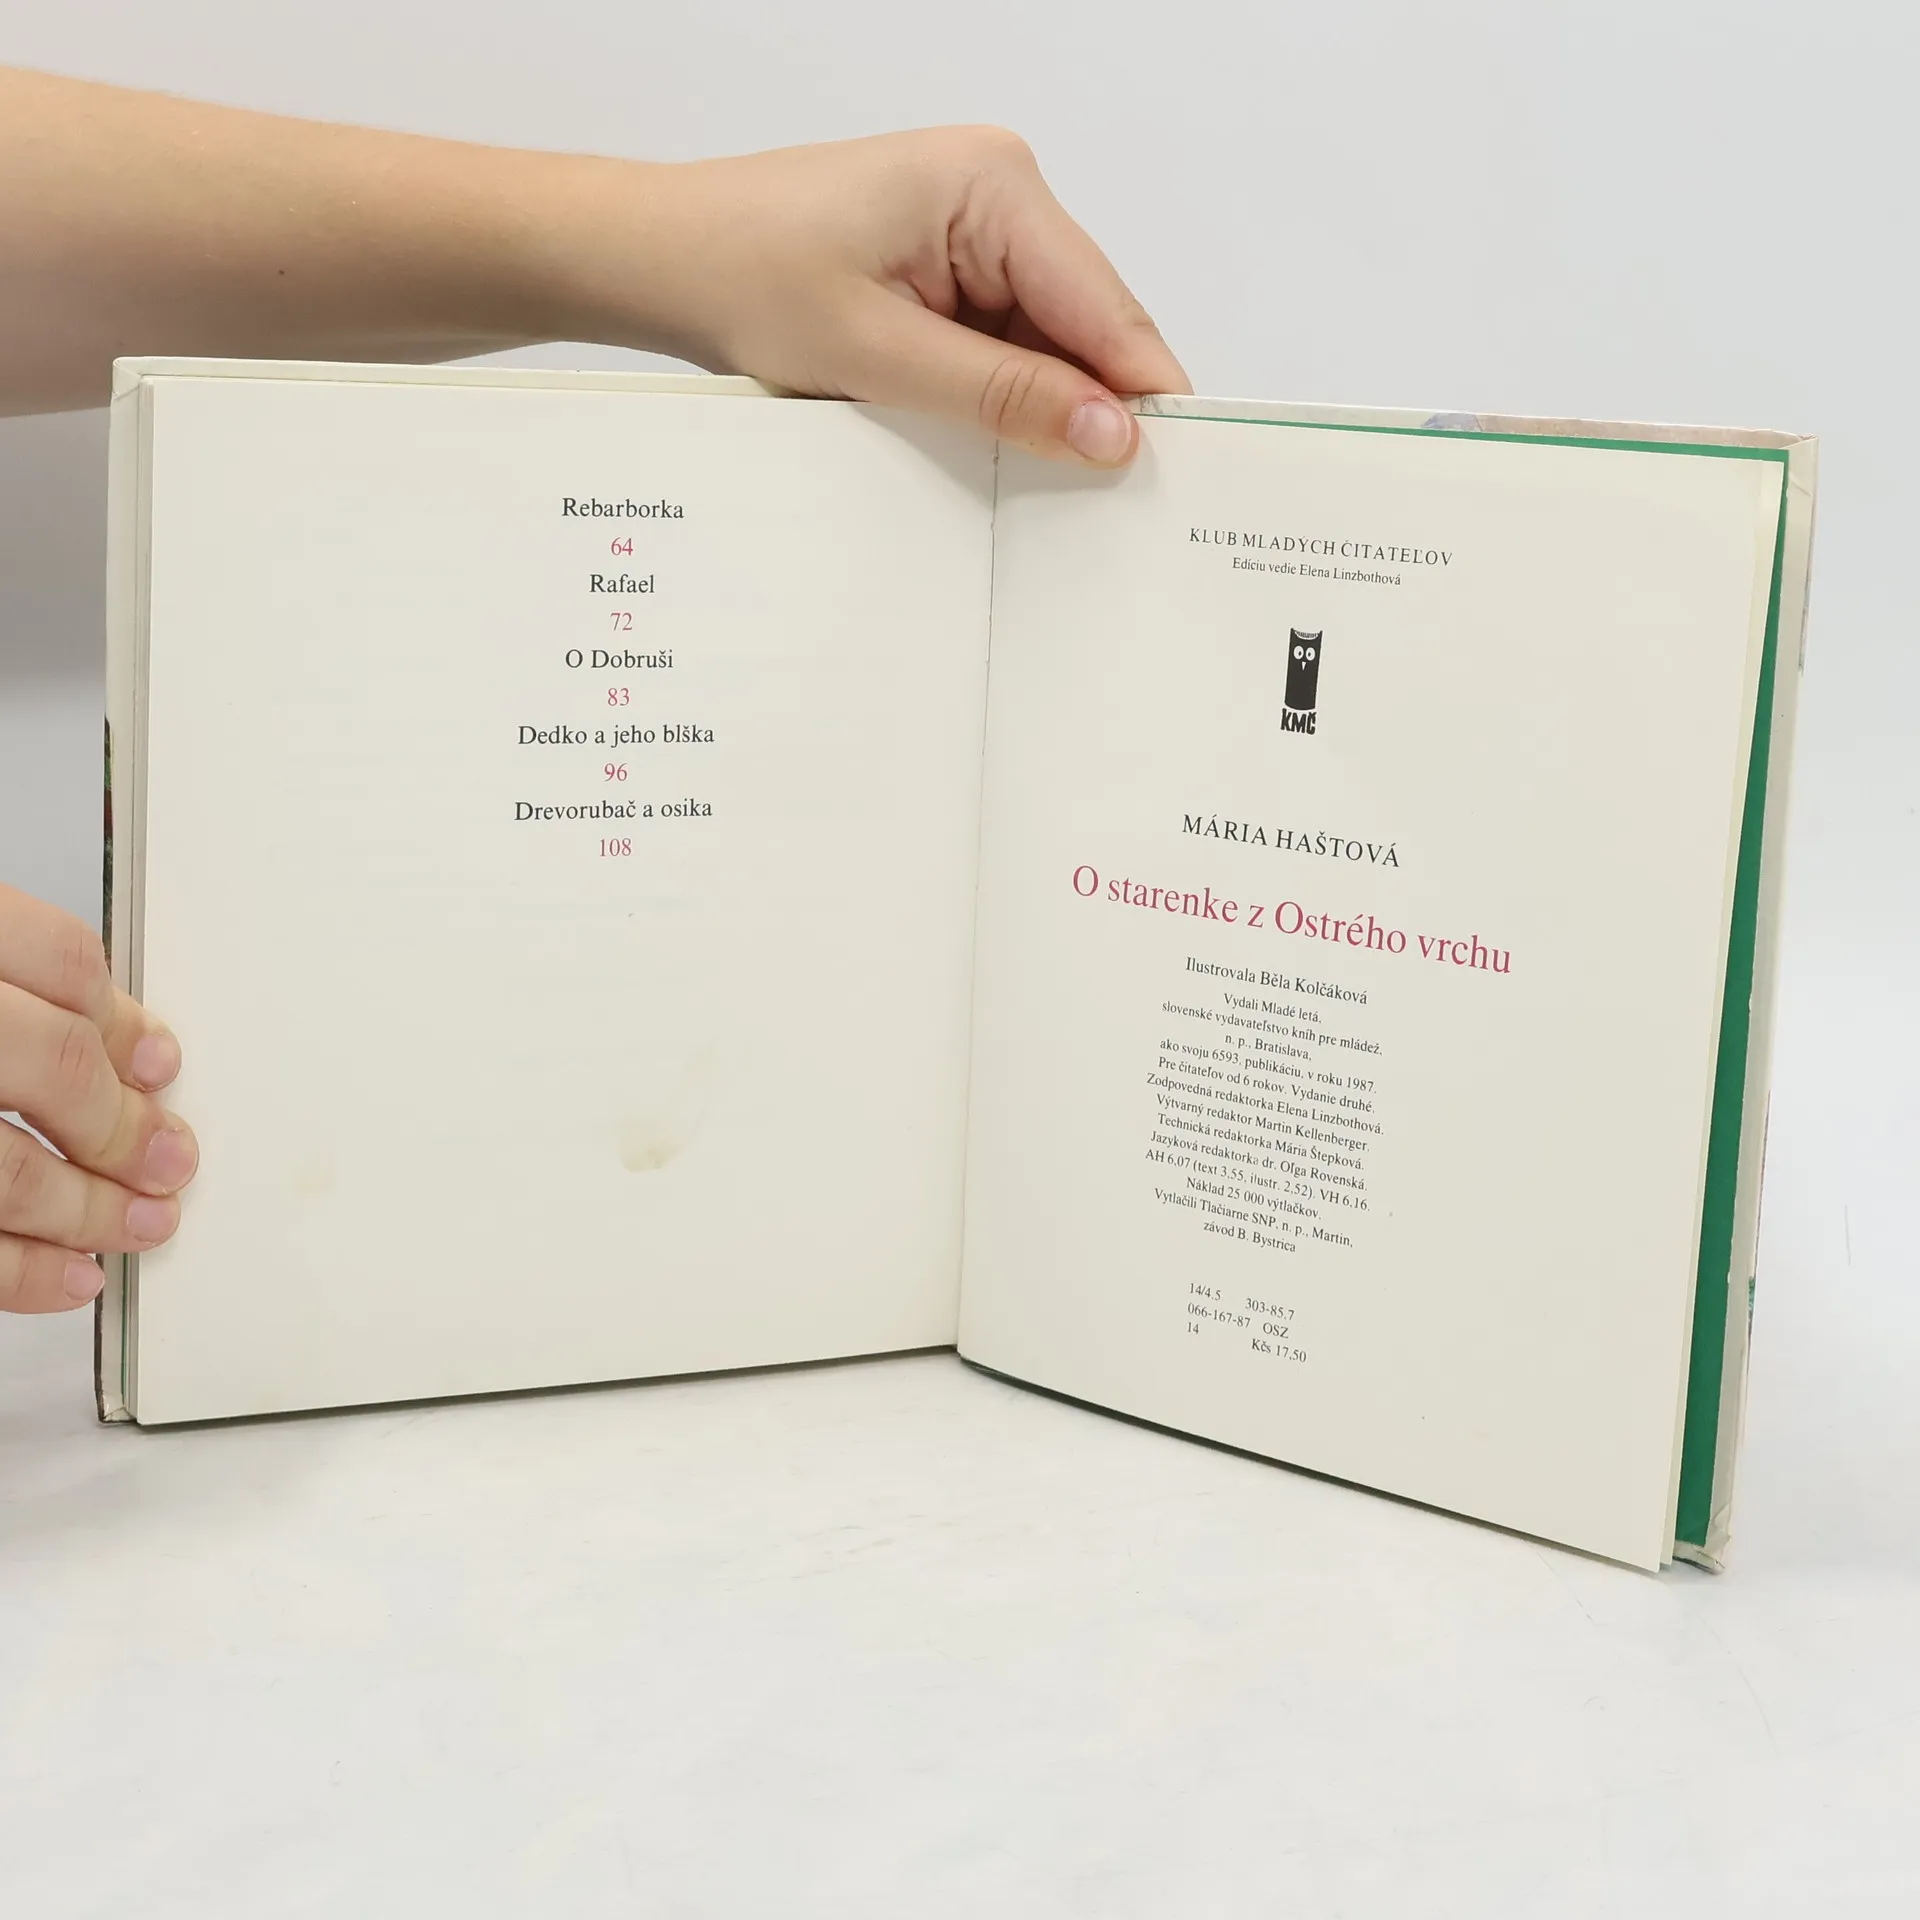 Rebarborka
64
Rafael
72
O Dobruši
83
Dedko a jeho blška
96
Drevorubač a osika
108
KLUB MLADÝCH ČITATEĽOV
Edíciu vedie Elena Linzbothová
KMČ
MÁRIA HAŠTOVÁ
O starenke z Ostrého vrchu
Ilustrovala Běla Kolčáková
Vydali Mladé letá,
slovenské vydavateľstvo kníh pre mládež,
n. p., Bratislava,
ako svoju 6593. publikáciu, v roku 1987.
Pre čitateľov od 6 rokov. Vydanie druhé.
Zodpovedná redaktorka Elena Linzbothová.
Výtvarný redaktor Martin Kellenberger.
Technická redaktorka Mária Štepková.
Jazyková redaktorka dr. Oľga Rovenská.
AH 6,07 (text 3,55, ilustr. 2,52). VH 6,16.
Náklad 25 000 výtlačkov.
Vytlačili Tlačiarne SNP, n. p., Martin,
závod B. Bystrica
14/4.5 303-85.7
066-167-87 OSZ
14 Kčs 17,50